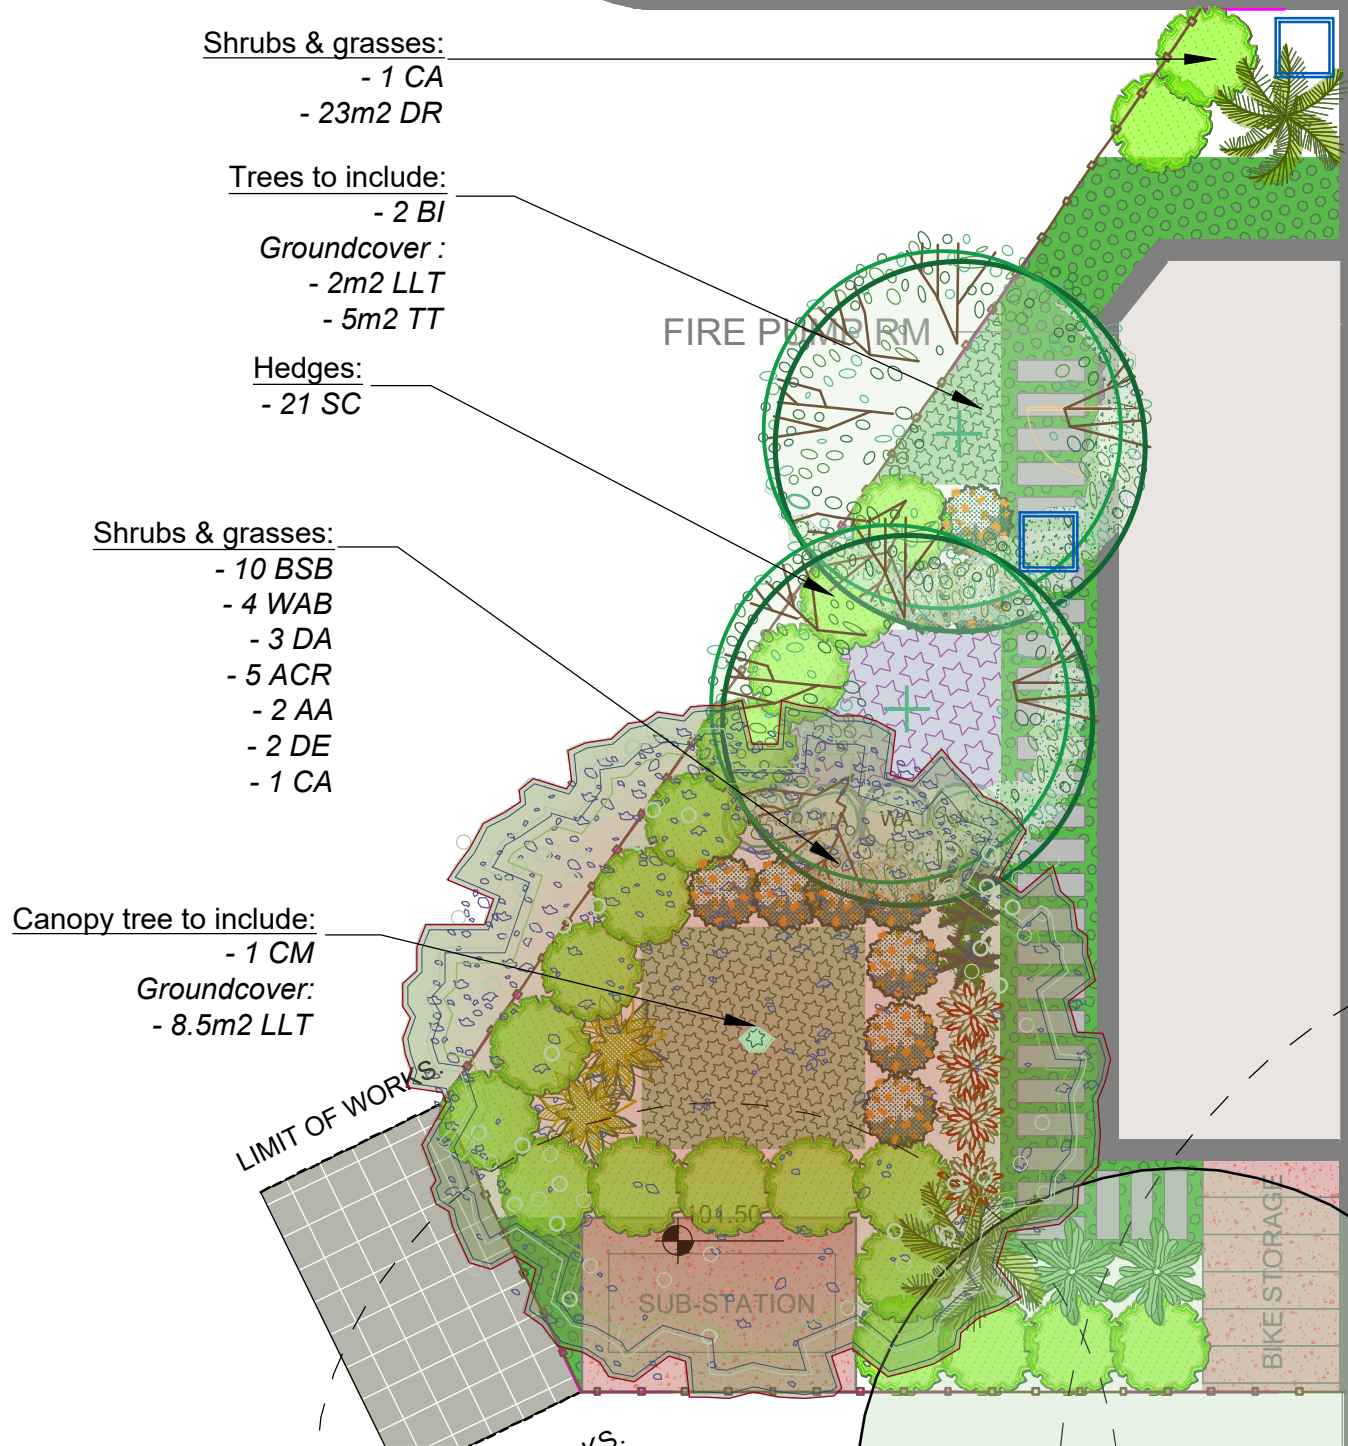 Shrubs & grasses:
- 1 CA
- 23m2 DR
Trees to include:
- 2 BI
Groundcover :
- 2m2 LLT
- 5m2 TT
FIRE PUMP RM
Hedges:
- 21 SC
Shrubs & grasses:
- 10 BSB
- 4 WAB
- 3 DA
- 5 ACR
- 2 AA
- 2 DE
- 1 CA
WA
Canopy tree to include:
- 1 CM
Groundcover:
- 8.5m2 LLT
LIMIT OF WORKS.
101.50
SUB-STATION
BIKE STORAGE